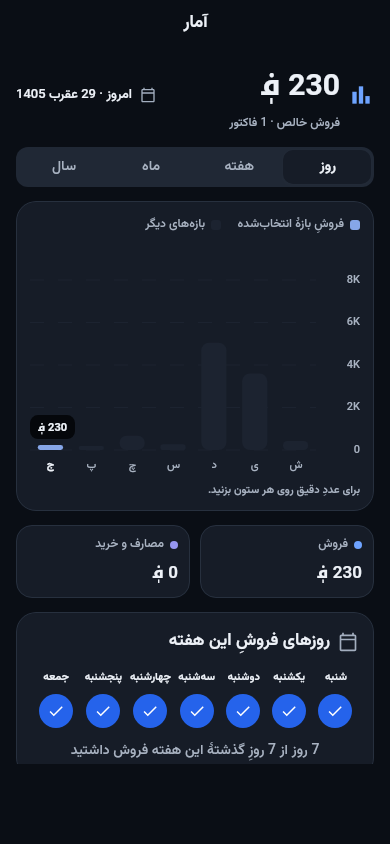 آمار
230 ؋
فروش خالص · 1 فاکتور
امروز · 29 عقرب 1405
روز
هفته
ماه
سال
فروشِ بازهٔ انتخاب‌شده
بازه‌های دیگر
8K
6K
4K
2K
0
230 ؋
ش ی د س چ پ ج
برای عددِ دقیق روی هر ستون بزنید.
فروش
230 ؋
مصارف و خرید
0 ؋
روزهای فروشِ این هفته
شنبه یکشنبه دوشنبه سه‌شنبه چهارشنبه پنجشنبه جمعه
7 روز از 7 روزِ گذشتهٔ این هفته فروش داشتید